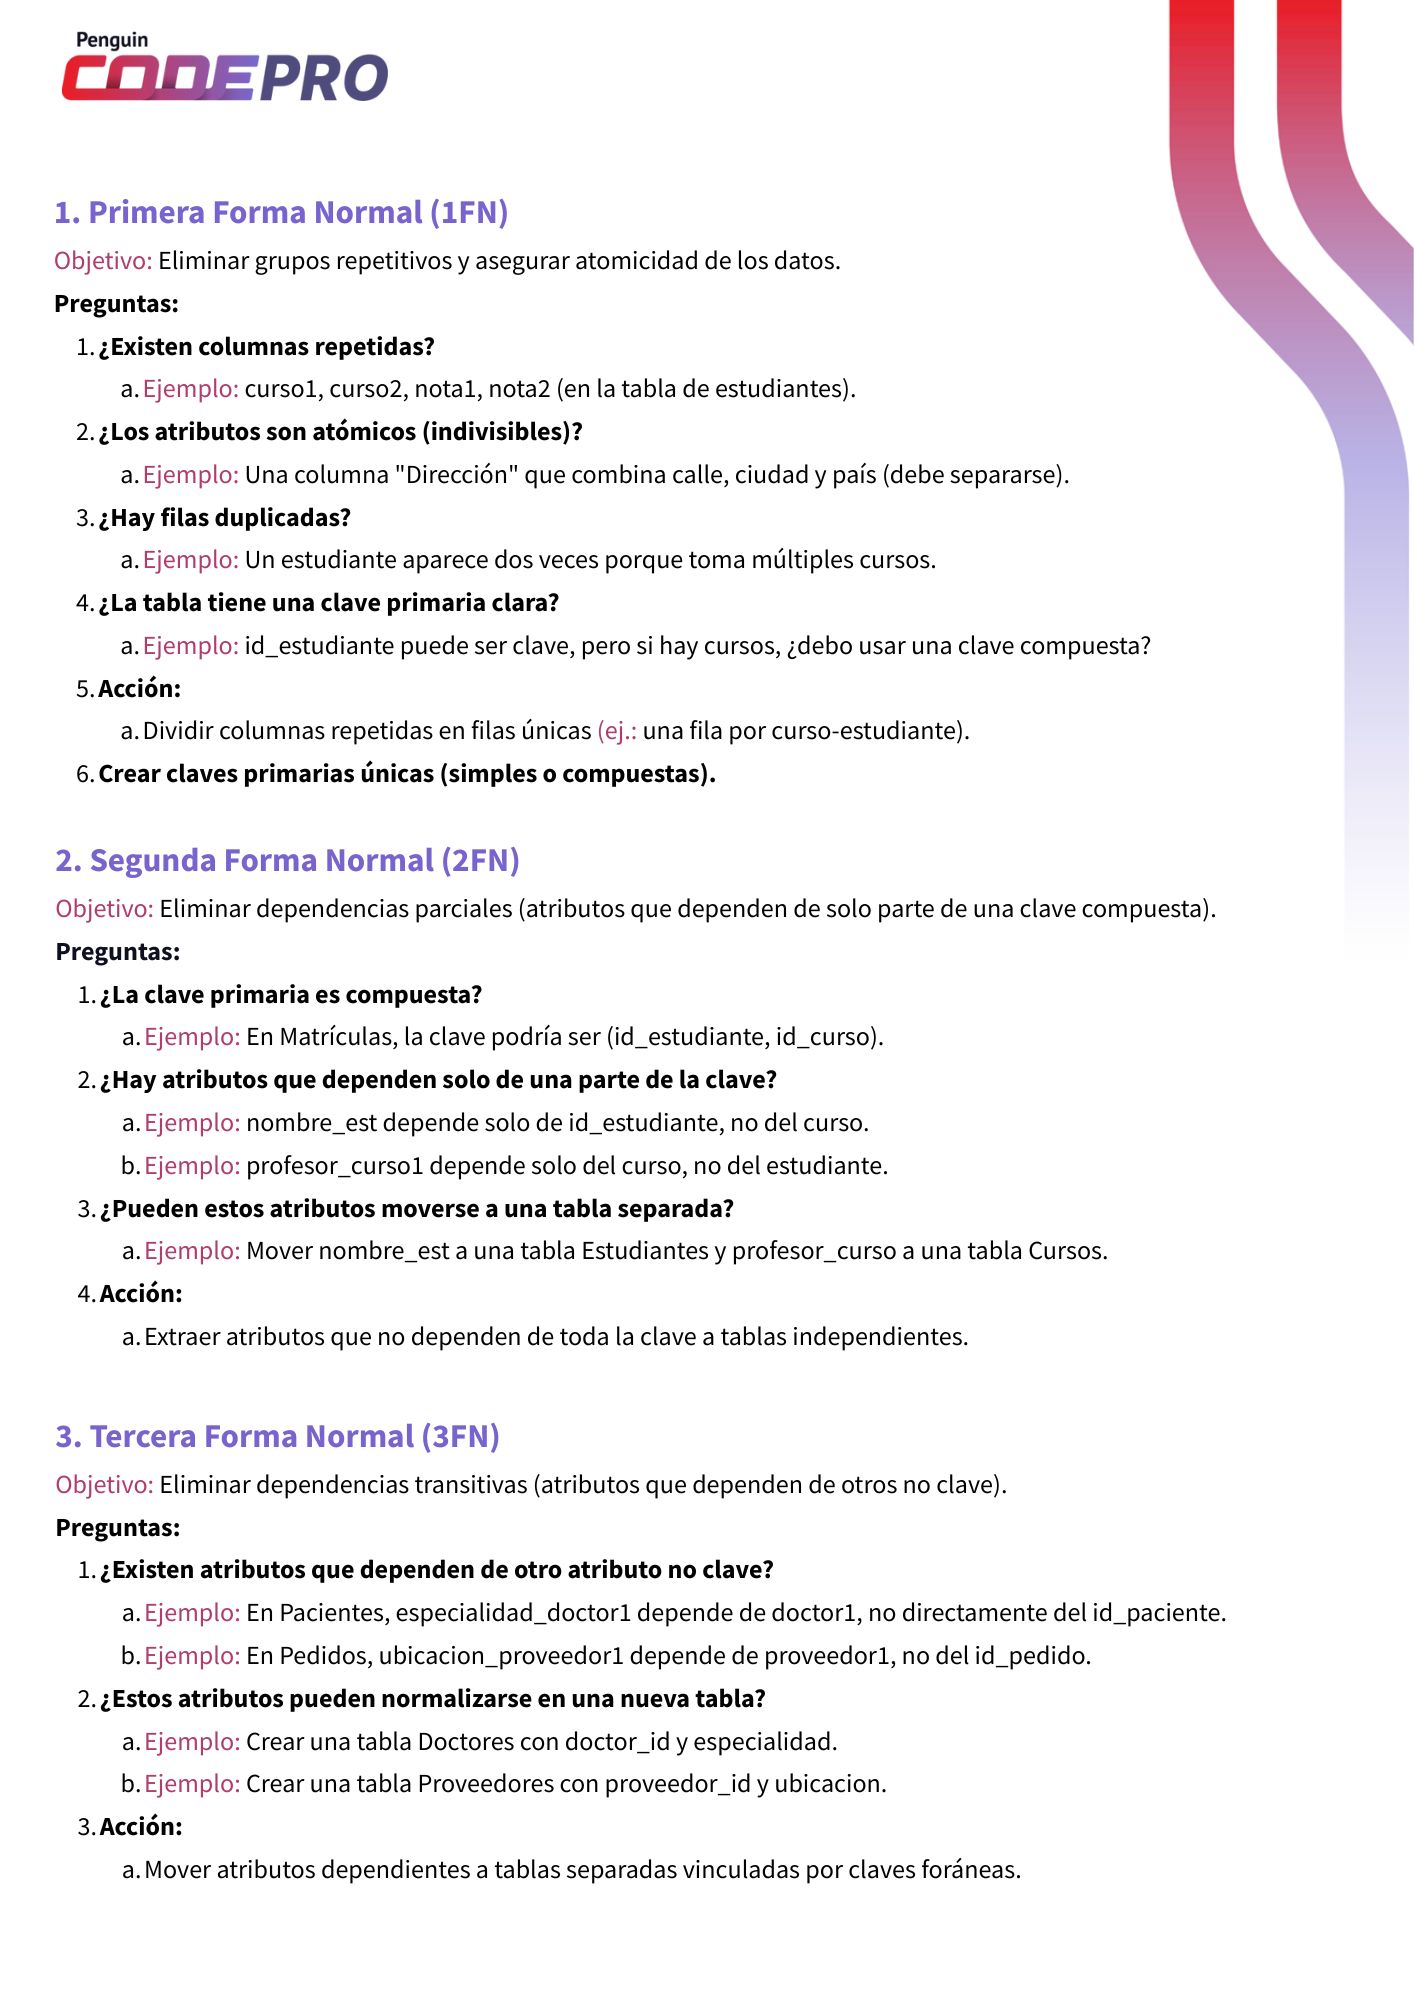 Penguin
CODEPRO
1. Primera Forma Normal (1FN)
Objetivo: Eliminar grupos repetitivos y asegurar atomicidad de los datos.
Preguntas:
1. ¿Existen columnas repetidas?
a. Ejemplo: curso1, curso2, nota1, nota2 (en la tabla de estudiantes).
2. ¿Los atributos son atómicos (indivisibles)?
a. Ejemplo: Una columna "Dirección" que combina calle, ciudad y país (debe separarse).
3. ¿Hay filas duplicadas?
a. Ejemplo: Un estudiante aparece dos veces porque toma múltiples cursos.
4. ¿La tabla tiene una clave primaria clara?
a. Ejemplo: id_estudiante puede ser clave, pero si hay cursos, ¿debo usar una clave compuesta?
5. Acción:
a. Dividir columnas repetidas en filas únicas (ej.: una fila por curso-estudiante).
6. Crear claves primarias únicas (simples o compuestas).
2. Segunda Forma Normal (2FN)
Objetivo: Eliminar dependencias parciales (atributos que dependen de solo parte de una clave compuesta).
Preguntas:
1. ¿La clave primaria es compuesta?
a. Ejemplo: En Matrículas, la clave podría ser (id_estudiante, id_curso).
2. ¿Hay atributos que dependen solo de una parte de la clave?
a. Ejemplo: nombre_est depende solo de id_estudiante, no del curso.
b. Ejemplo: profesor_curso1 depende solo del curso, no del estudiante.
3. ¿Pueden estos atributos moverse a una tabla separada?
a. Ejemplo: Mover nombre_est a una tabla Estudiantes y profesor_curso a una tabla Cursos.
4. Acción:
a. Extraer atributos que no dependen de toda la clave a tablas independientes.
3. Tercera Forma Normal (3FN)
Objetivo: Eliminar dependencias transitivas (atributos que dependen de otros no clave).
Preguntas:
1. ¿Existen atributos que dependen de otro atributo no clave?
a. Ejemplo: En Pacientes, especialidad_doctor1 depende de doctor1, no directamente del id_paciente.
b. Ejemplo: En Pedidos, ubicacion_proveedor1 depende de proveedor1, no del id_pedido.
2. ¿Estos atributos pueden normalizarse en una nueva tabla?
a. Ejemplo: Crear una tabla Doctores con doctor_id y especialidad.
b. Ejemplo: Crear una tabla Proveedores con proveedor_id y ubicacion.
3. Acción:
a. Mover atributos dependientes a tablas separadas vinculadas por claves foráneas.